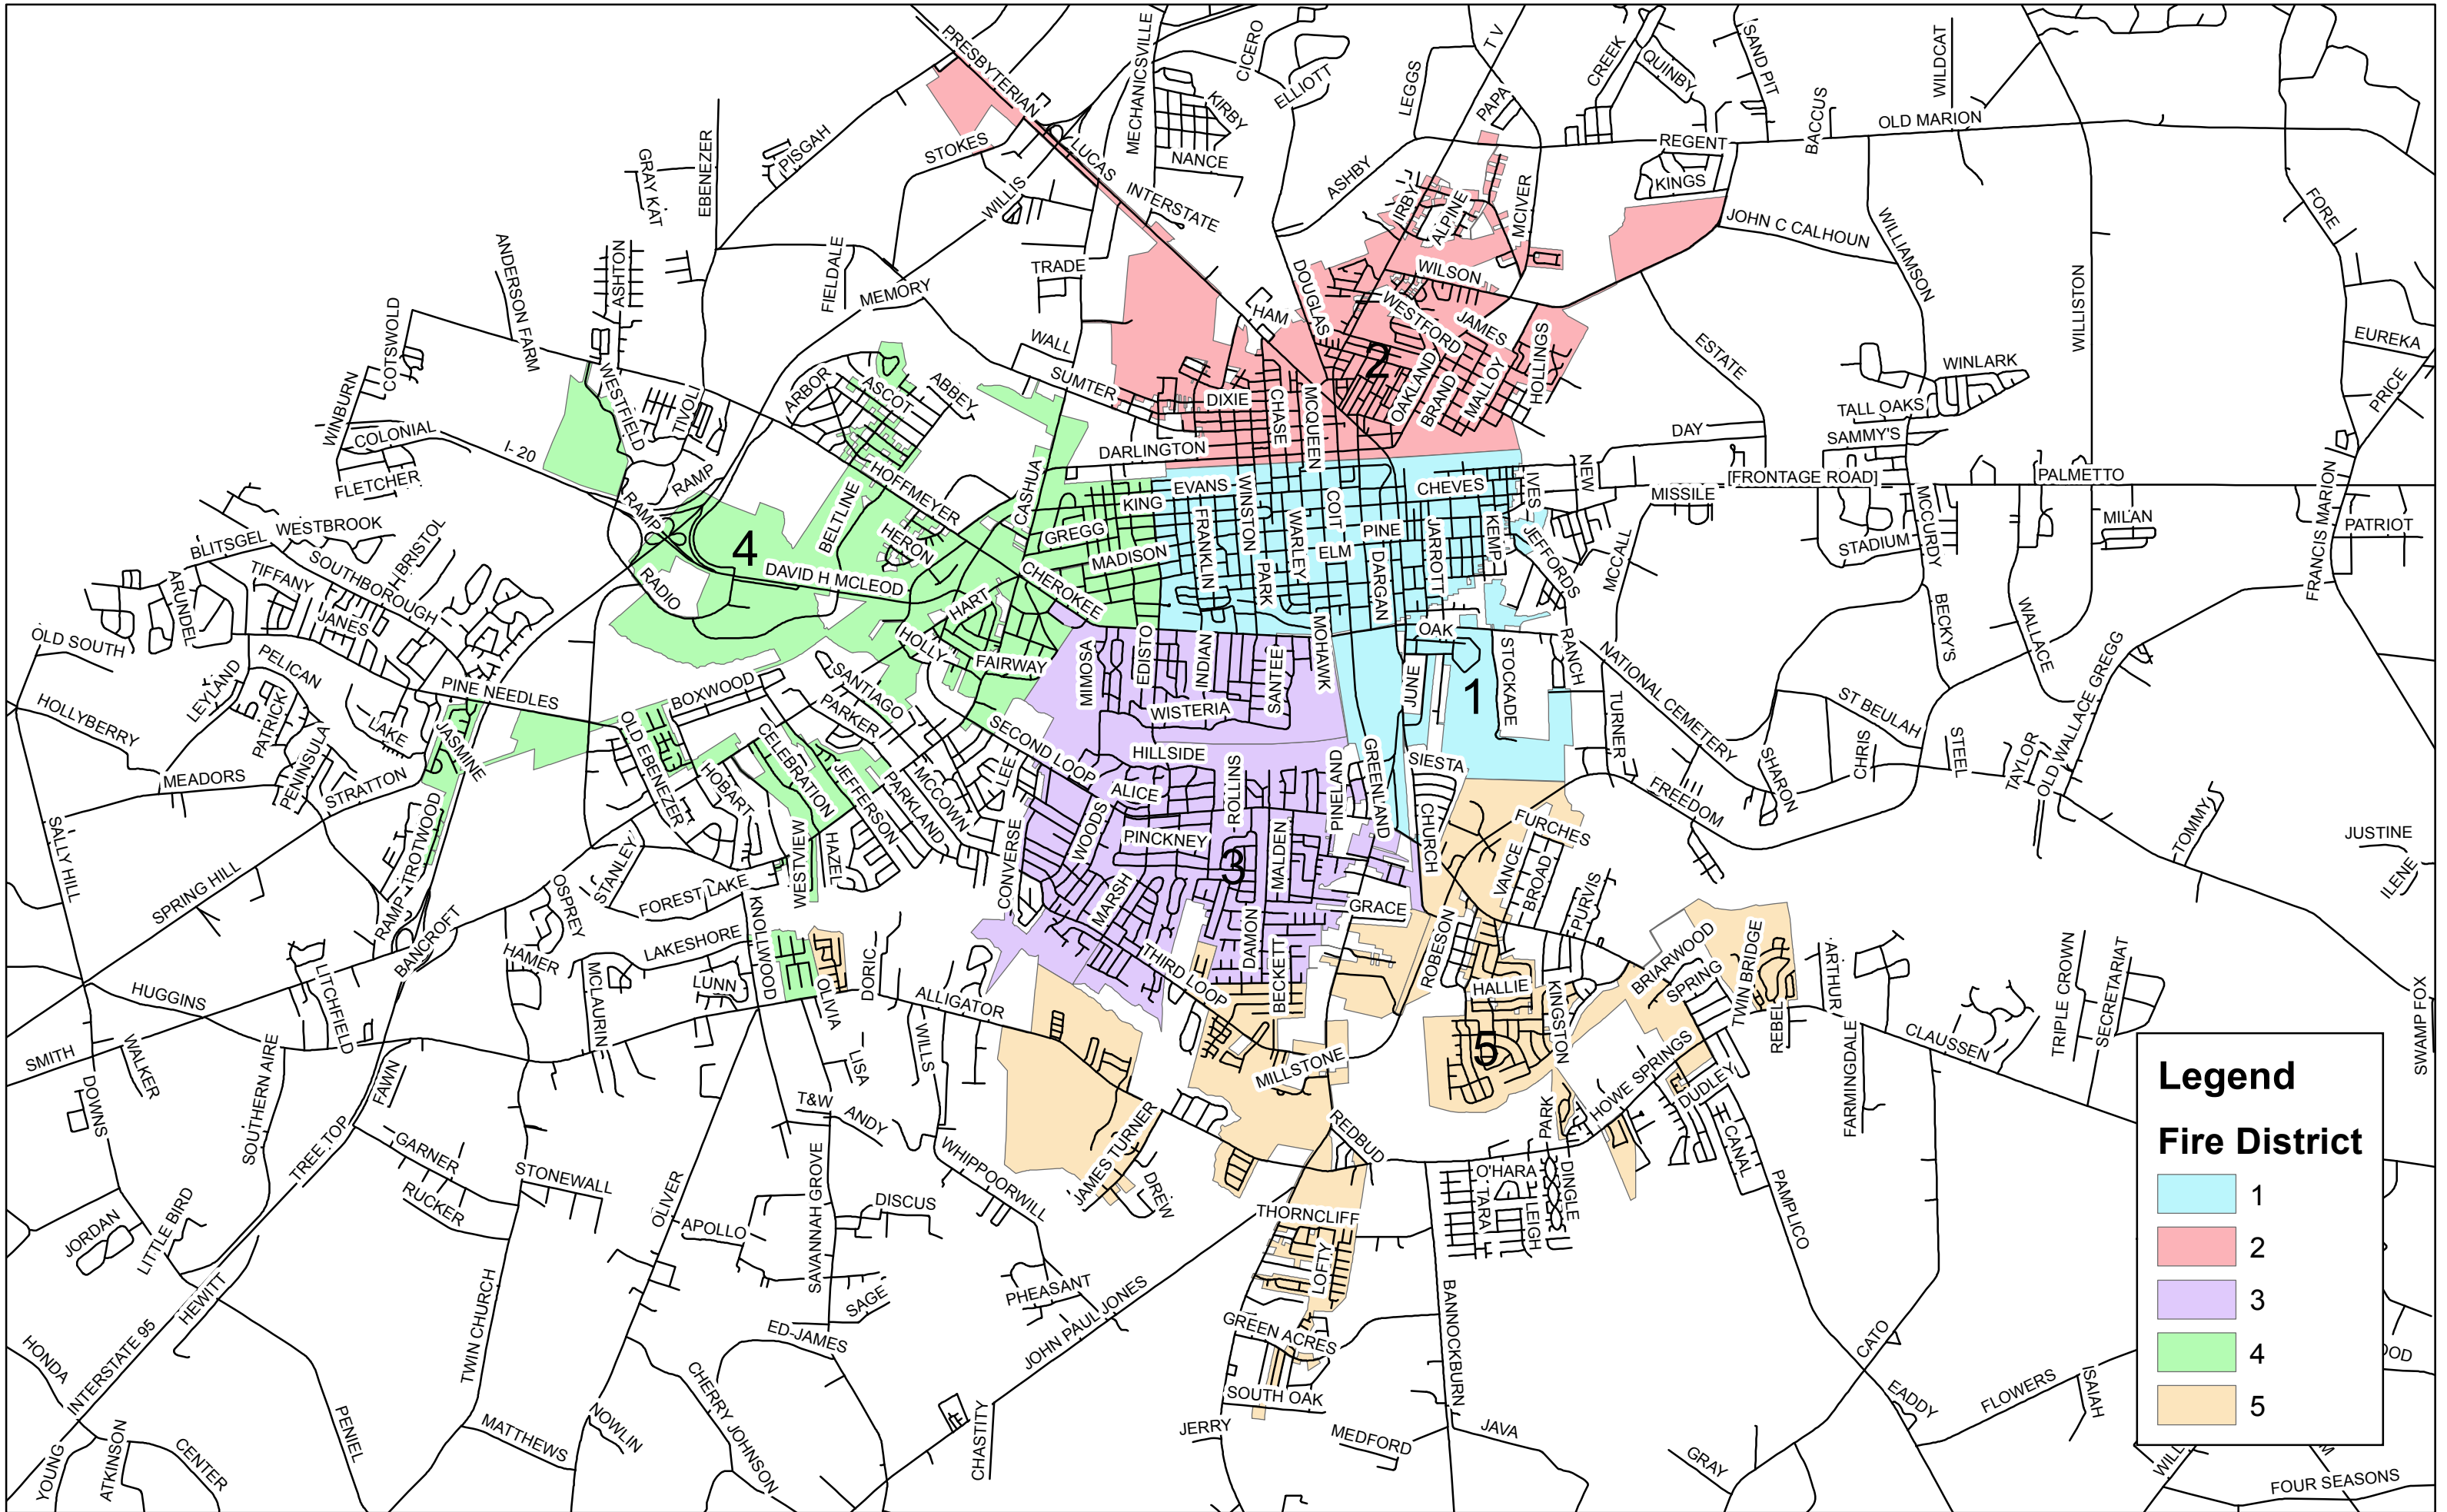 PRESBYTERIAN
MECHANICSVILLE
CICERO
ELLIOTT
KIRBY
NANCE
LEGGS
T V
PAPA
CREEK
QUINBY
SAND PIT
BACCUS
WILDCAT
OLD MARION
REGENT
KINGS
JOHN C CALHOUN
WILLIAMSON
WILLISTON
FORE
EUREKA
PRICE
GRAY KAT
EBENEZER
PISGAH
STOKES
WILLIS
LUCAS
INTERSTATE
ASHBY
IRBY
ALPINE
MCIVER
WILSON
ANDERSON FARM
ASHTON
FIELDALE
MEMORY
TRADE
WALL
SUMTER
HAM
DOUGLAS
WESTFORD
JAMES
HOLLINGS
2
OAKLAND
BRAND
MALLOY
ESTATE
WINLARK
TALL OAKS
SAMMY'S
DAY
COTSWOLD
WINBURN
COLONIAL
FLETCHER
I- 20
WESTFIELD
TIVOLI
RAMP
RAMP
ARBOR
ASCOT
ABBEY
DIXIE
CHASE
MCQUEEN
DARLINGTON
HOFFMEYER
CASHUA
BELTLINE
HERON
4
DAVID H MCLEOD
RADIO
KING
GREGG
MADISON
CHEROKEE
HART
HOLLY
FAIRWAY
EVANS
WINSTON
FRANKLIN
WARLEY
COIT
PARK
ELM
PINE
DARGAN
JARROTT
CHEVES
KEMP
IVES
NEW
JEFFORDS
MCCALL
MISSILE
[FRONTAGE ROAD]
PALMETTO
MCCURDY
STADIUM
MILAN
PATRIOT
FRANCIS MARION
BECKY'S
WALLACE
OLD WALLACE GREGG
BLITSGEL
WESTBROOK
BRISTOL
SOUTHBOROUGH
TIFFANY
JANES
ARUNDEL
OLD SOUTH
PELICAN
LEYLAND
PATRICK
HOLLYBERRY
MEADORS
PENINSULA
LAKE
STRATTON
JASMINE
PINE NEEDLES
TROTWOOD
BOXWOOD
OLD EBENEZER
HOBART
CELEBRATION
SANTIAGO
PARKER
JEFFERSON
PARKLAND
MCCOWN
LEE
SECOND LOOP
WESTVIEW
HAZEL
CONVERSE
MIMOSA
EDISTO
INDIAN
SANTEE
MOHAWK
WISTERIA
HILLSIDE
ALICE
ROLLINS
WOODS
PINCKNEY
MALDEN
PINELAND
GREENLAND
3
MARSH
DAMON
BECKETT
THIRD LOOP
GRACE
OAK
JUNE
1
STOCKADE
RANCH
TURNER
NATIONAL CEMETERY
SIESTA
CHURCH
FREEDOM
SHARON
ST BEULAH
CHRIS
STEEL
TAYLOR
TOMMY
JUSTINE
ILENE
FURCHES
VANCE
BROAD
PURVIS
ROBESON
HALLIE
KINGSTON
5
BRIARWOOD
SPRING
TWIN BRIDGE
REBEL
ARTHUR
FARMINGDALE
CLAUSSEN
TRIPLE CROWN
SECRETARIAT
SWAMP FOX
SALLY HILL
SPRING HILL
RAMP
BANCROFT
OSPREY
STANLEY
FOREST LAKE
LAKESHORE
KNOLLWOOD
LUNN
HAMER
MCLAURIN
OLIVIA
DORIC
ALLIGATOR
WILLS
LISA
HUGGINS
LITCHFIELD
SMITH
WALKER
DOWNS
SOUTHERN AIRE
FAWN
TREE TOP
GARNER
RUCKER
STONEWALL
T&W
ANDY
WHIPPOORWILL
MILLSTONE
REDBUD
JAMES TURNER
DREW
HOWE SPRINGS
DUDLEY
PARK
CANAL
PAMPLICO
O'HARA
TARA
LEIGH
DINGLE
THORNCLIFF
LOFTY
GREEN ACRES
SOUTH OAK
JERRY
MEDFORD
BANNOCKBURN
JAVA
JORDAN
LITTLE BIRD
HEWITT
HONDA
INTERSTATE 95
YOUNG
ATKINSON
CENTER
PENIEL
TWIN CHURCH
MATTHEWS
NOWLIN
OLIVER
APOLLO
SAVANNAH GROVE
DISCUS
SAGE
ED-JAMES
CHERRY JOHNSON
PHEASANT
JOHN PAUL JONES
CHASTITY
GRAY
CATO
EADDY
FLOWERS
ISAIAH
FOUR SEASONS
Legend
Fire District
1
2
3
4
5